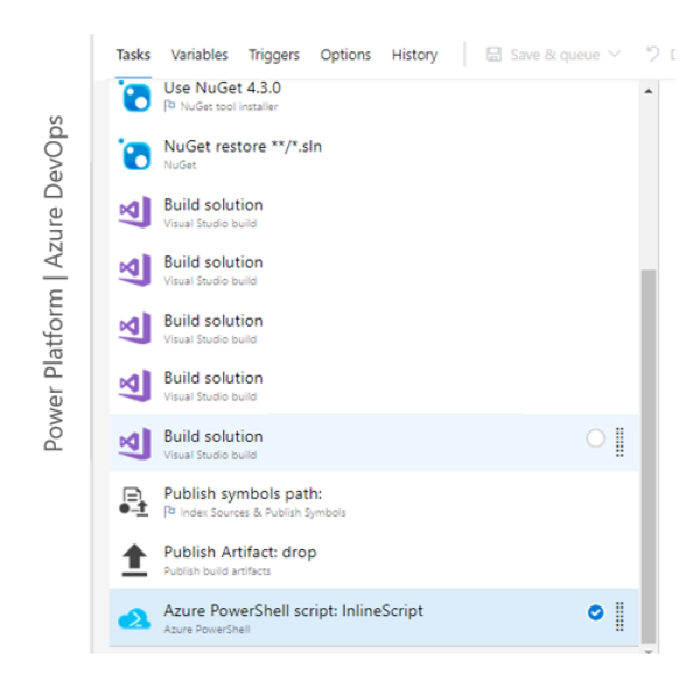 Power Platform | Azure DevOps
Tasks Variables Triggers Options History Save & queue
Use NuGet 4.3.0
NuGet tool installer
NuGet restore **/*.sln
NuGet
Build solution
Visual Studio build
Build solution
Visual Studio build
Build solution
Visual Studio build
Build solution
Visual Studio build
Build solution
Visual Studio build
Publish symbols path:
Index Sources & Publish Symbols
Publish Artifact: drop
Publish build artifacts
Azure PowerShell script: InlineScript
Azure PowerShell